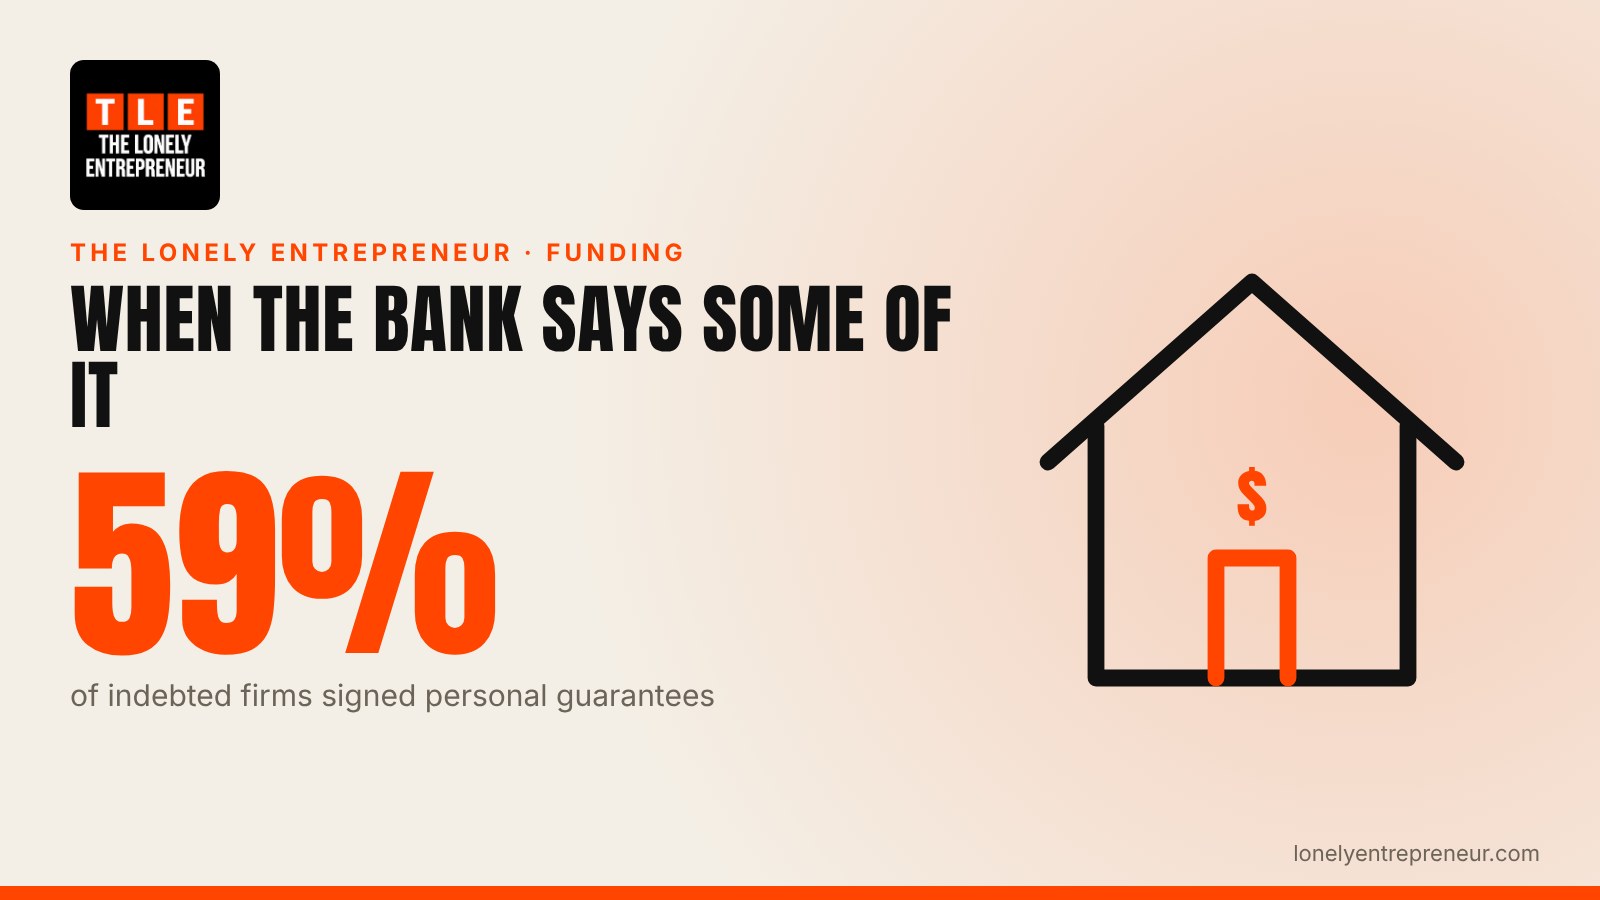 TLE
THE LONELY
ENTREPRENEUR
THE LONELY ENTREPRENEUR · FUNDING
WHEN THE BANK SAYS SOME OF
IT
59%
of indebted firms signed personal guarantees
$
lonelyentrepreneur.com